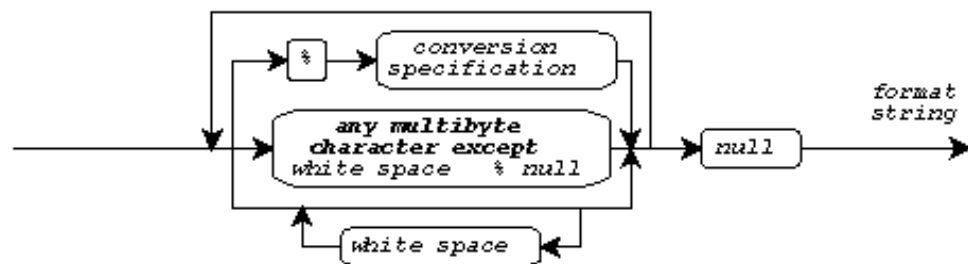 % conversion
specification
format
string
any multibyte
character except
white space % null
null
white space